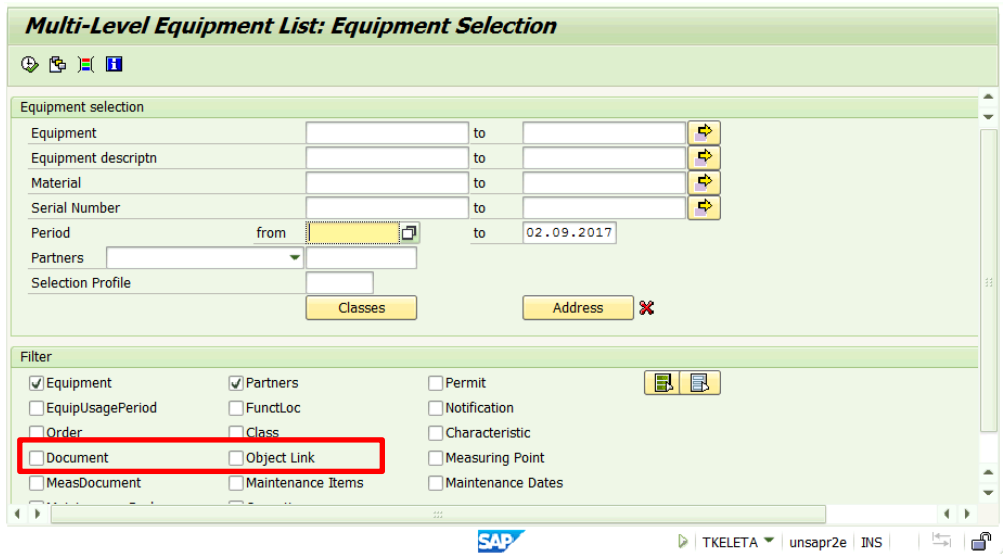 Multi-Level Equipment List: Equipment Selection
Equipment selection
Equipment to
Equipment descriptn to
Material to
Serial Number to
Period from to 02.09.2017
Partners
Selection Profile
Classes Address
Filter
Equipment Partners Permit
EquipUsagePeriod FunctLoc Notification
Order Class Characteristic
Document Object Link Measuring Point
MeasDocument Maintenance Items Maintenance Dates
SAP TKELETA unsapr2e INS